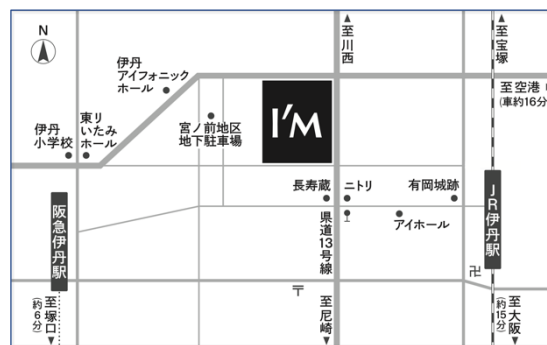 N
至川西
至宝塚
伊丹
アイフォニック
ホール
至空港
(車約16分)
東リ
いたみ
ホール
伊丹
小学校
宮ノ前地区
地下駐車場
I'M
長寿蔵
ニトリ
有岡城跡
アイホール
阪急伊丹駅
県道13号線
JR伊丹駅
〒
卍
至塚口
(約6分)
至尼崎
至大阪
(約15分)